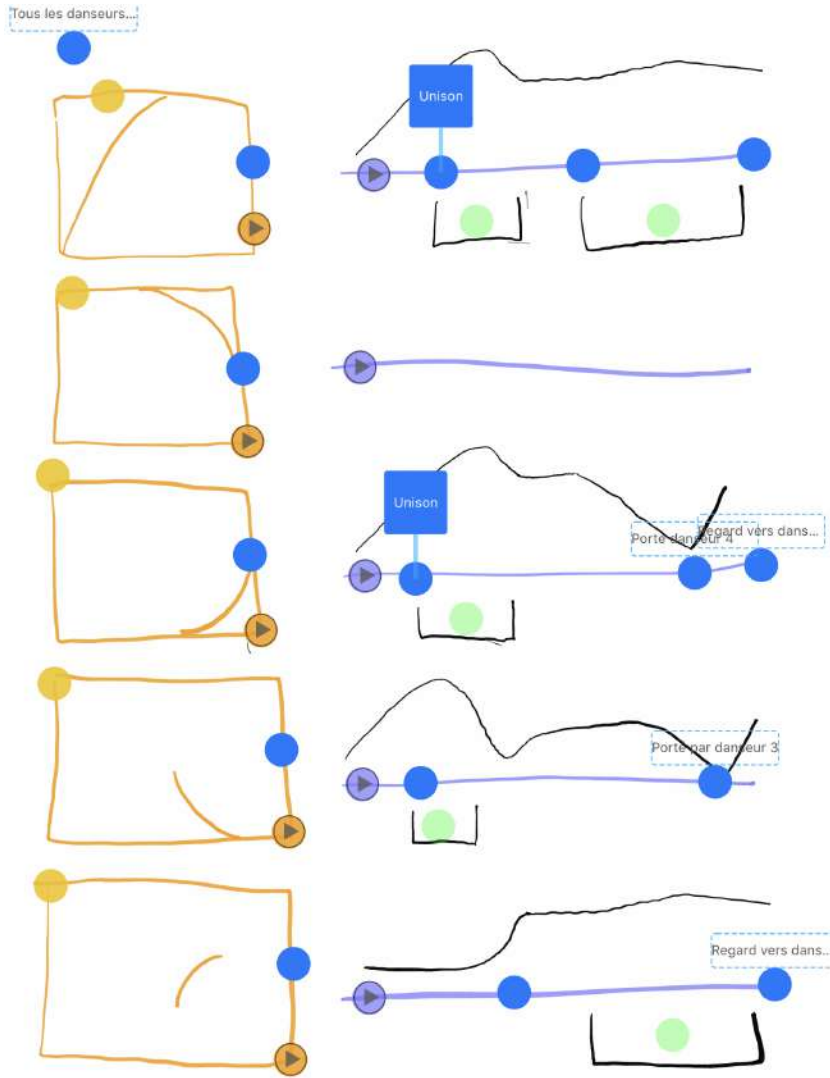 Tous les danseurs...
Unison
Unison
Porte danseur 4
Regard vers dans...
Porte par danseur 3
Regard vers dans...